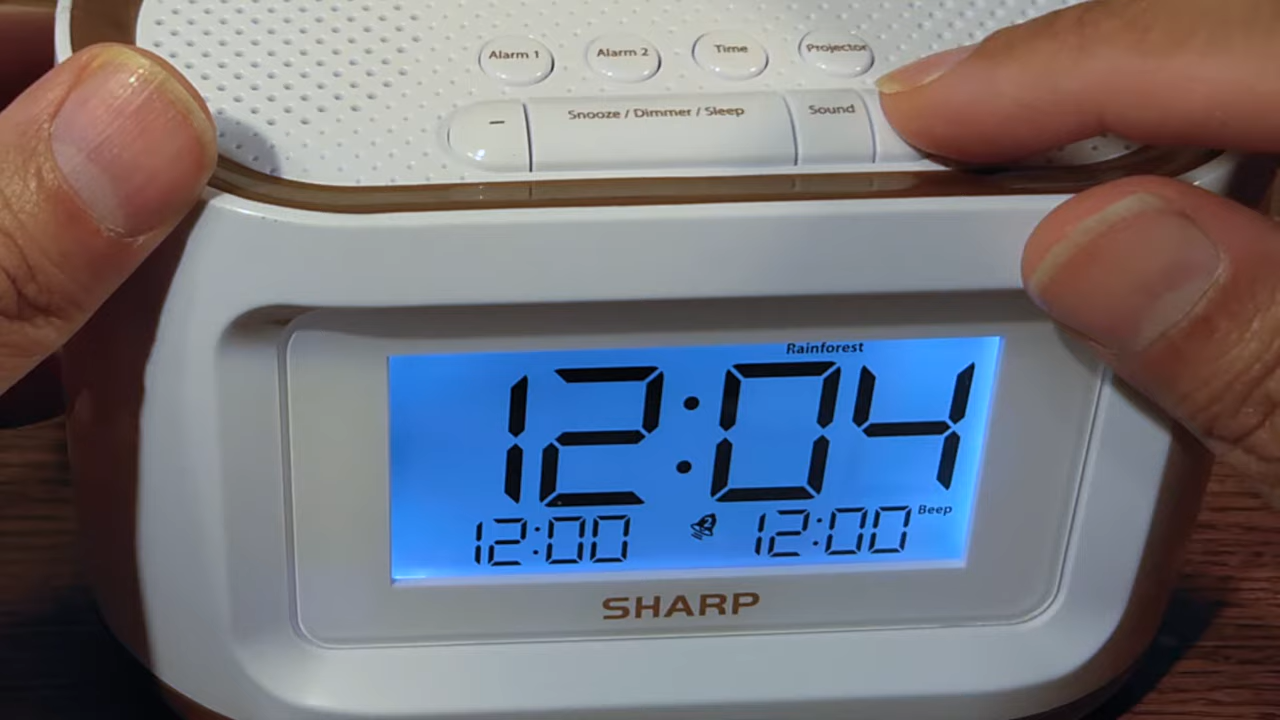 Alarm 1 Alarm 2 Time Projector
– Snooze / Dimmer / Sleep Sound
Rainforest
12:04
12:00 2 12:00 Beep
SHARP